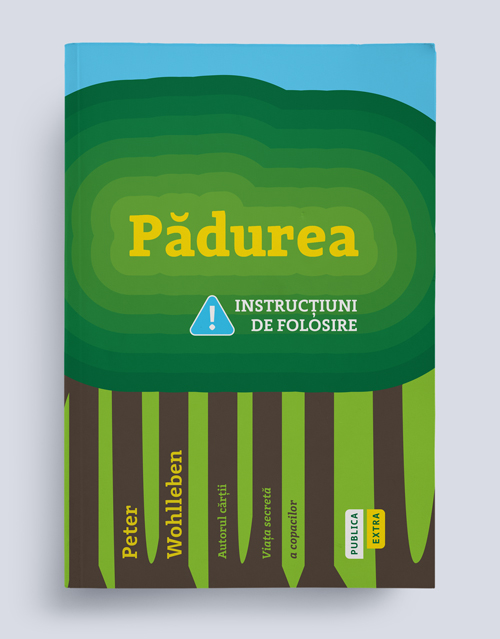 Pădurea
INSTRUCȚIUNI
DE FOLOSIRE
Peter
Wohlleben
Autorul cărții
Viața secretă
a copacilor
PUBLICA
EXTRA